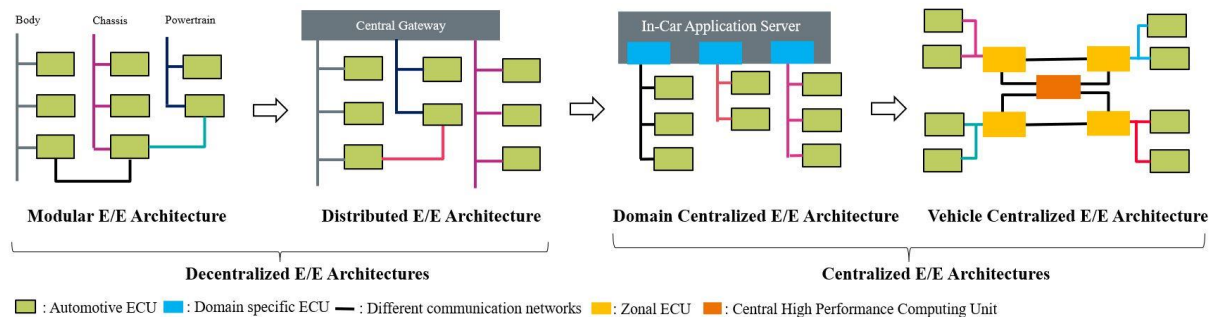 Body
Chassis
Powertrain
Central Gateway
In-Car Application Server
Modular E/E Architecture
Distributed E/E Architecture
Domain Centralized E/E Architecture
Vehicle Centralized E/E Architecture
Decentralized E/E Architectures
Centralized E/E Architectures
: Automotive ECU
: Domain specific ECU
: Different communication networks
: Zonal ECU
: Central High Performance Computing Unit